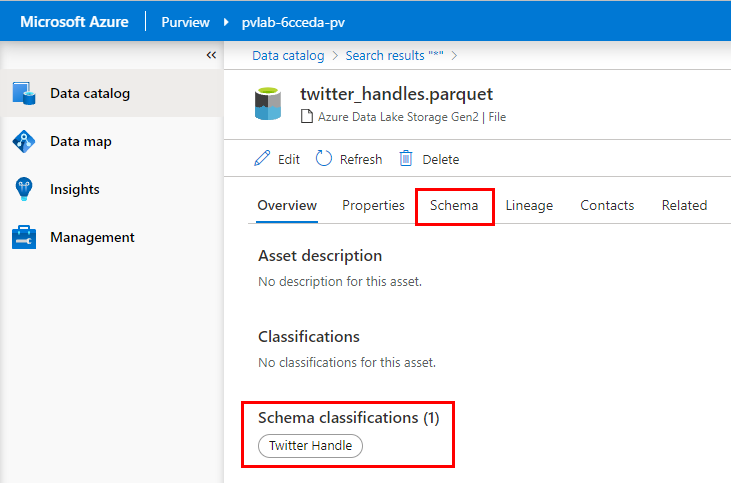 Microsoft Azure Purview pvlab-6cceda-pv
Data catalog Search results "*"
Data catalog
twitter_handles.parquet
Azure Data Lake Storage Gen2 | File
Data map
Edit Refresh Delete
Insights
Overview Properties Schema Lineage Contacts Related
Management
Asset description
No description for this asset.
Classifications
No classifications for this asset.
Schema classifications (1)
Twitter Handle